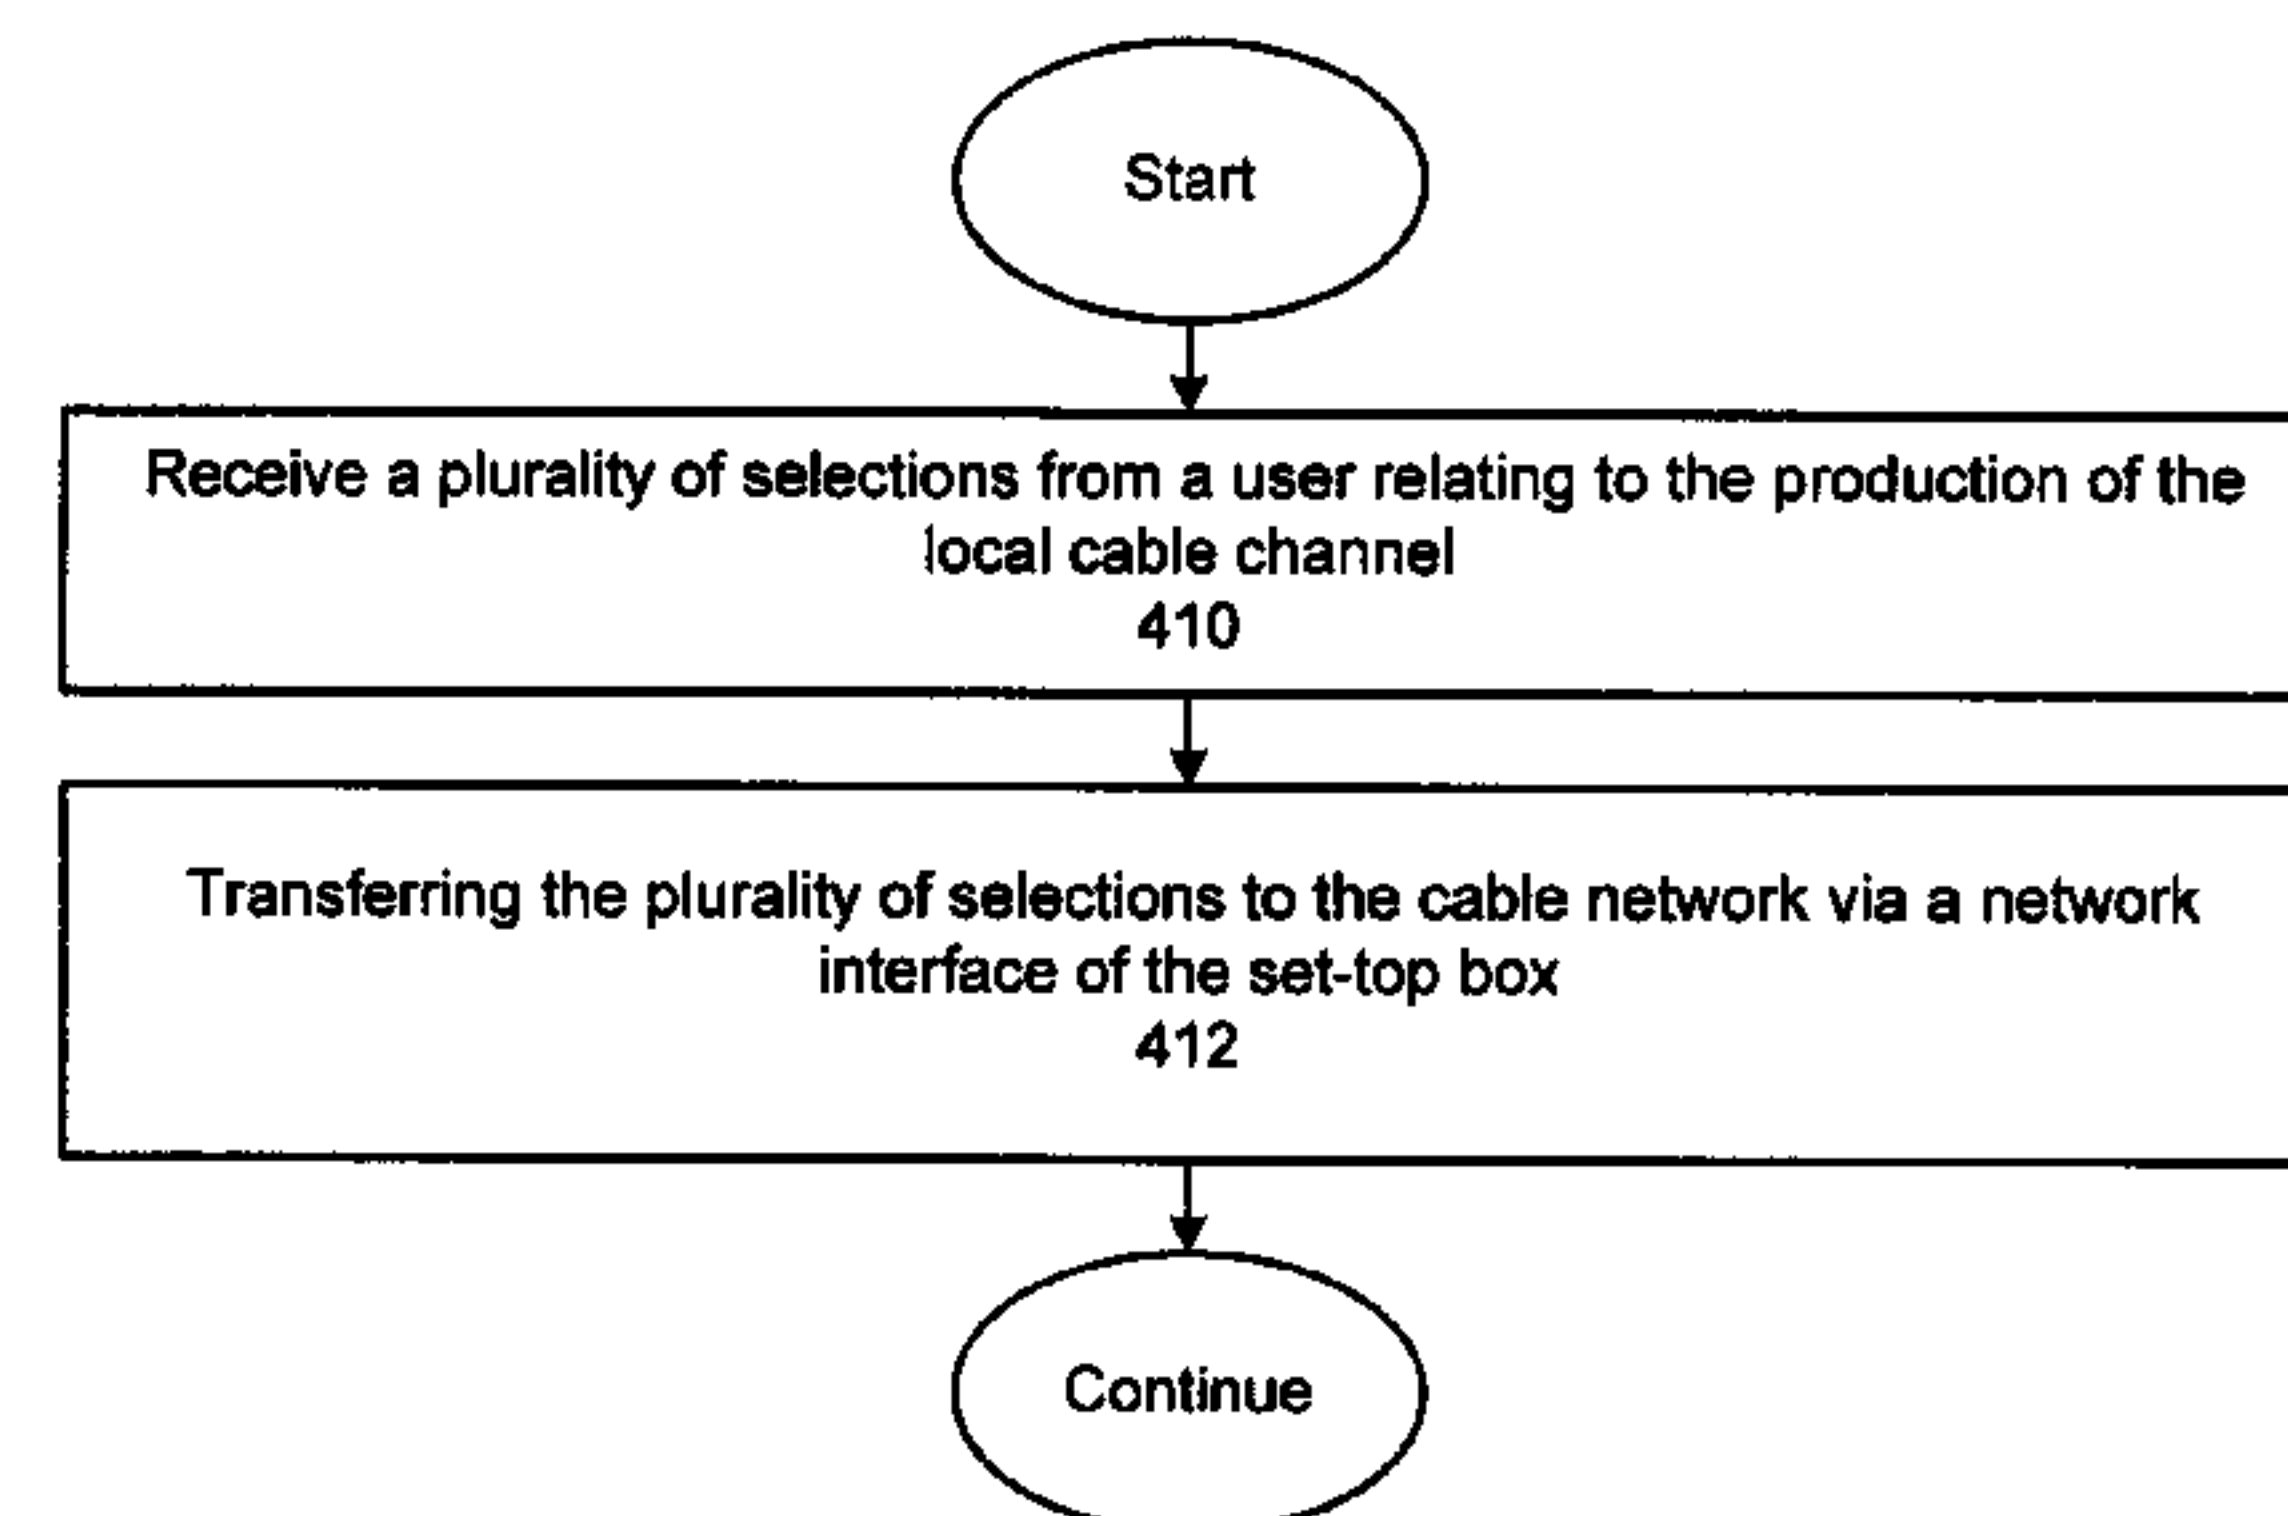 Start
Receive a plurality of selections from a user relating to the production of the
local cable channel
410
Transferring the plurality of selections to the cable network via a network
interface of the set-top box
412
Continue